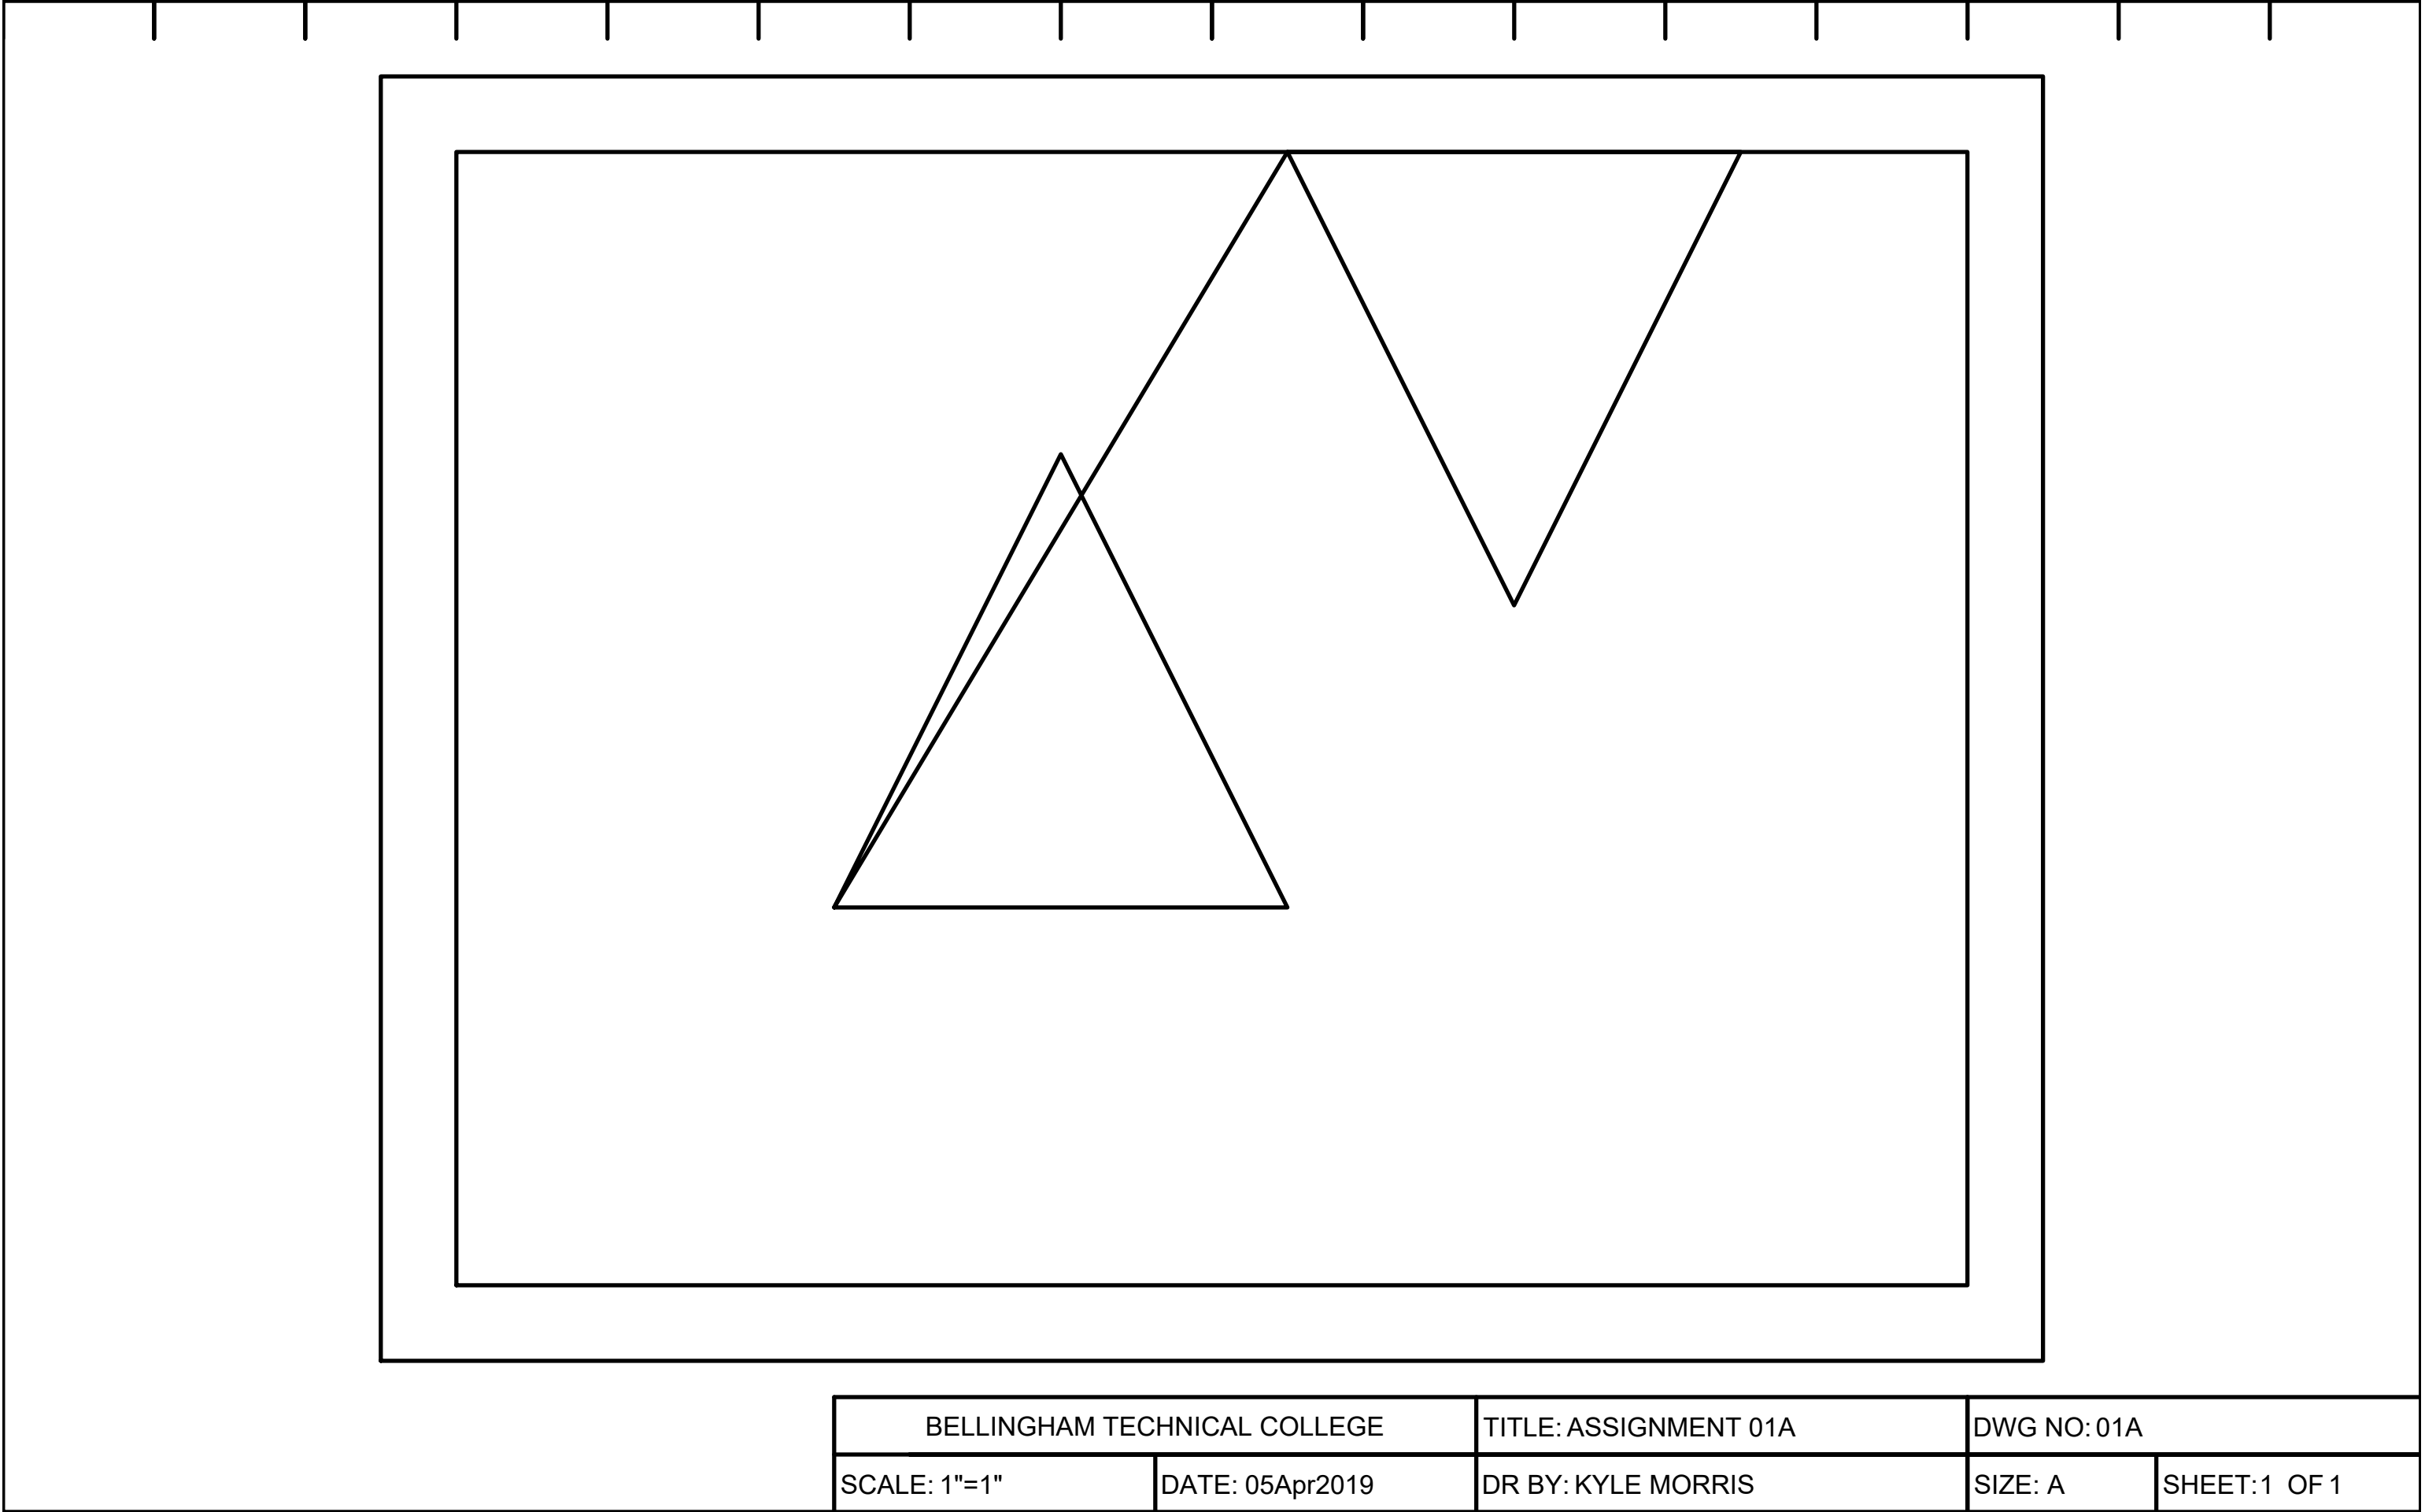 BELLINGHAM TECHNICAL COLLEGE
TITLE: ASSIGNMENT 01A
DWG NO: 01A
SCALE: 1"=1"
DATE: 05Apr2019
DR BY: KYLE MORRIS
SIZE: A
SHEET:1 OF 1